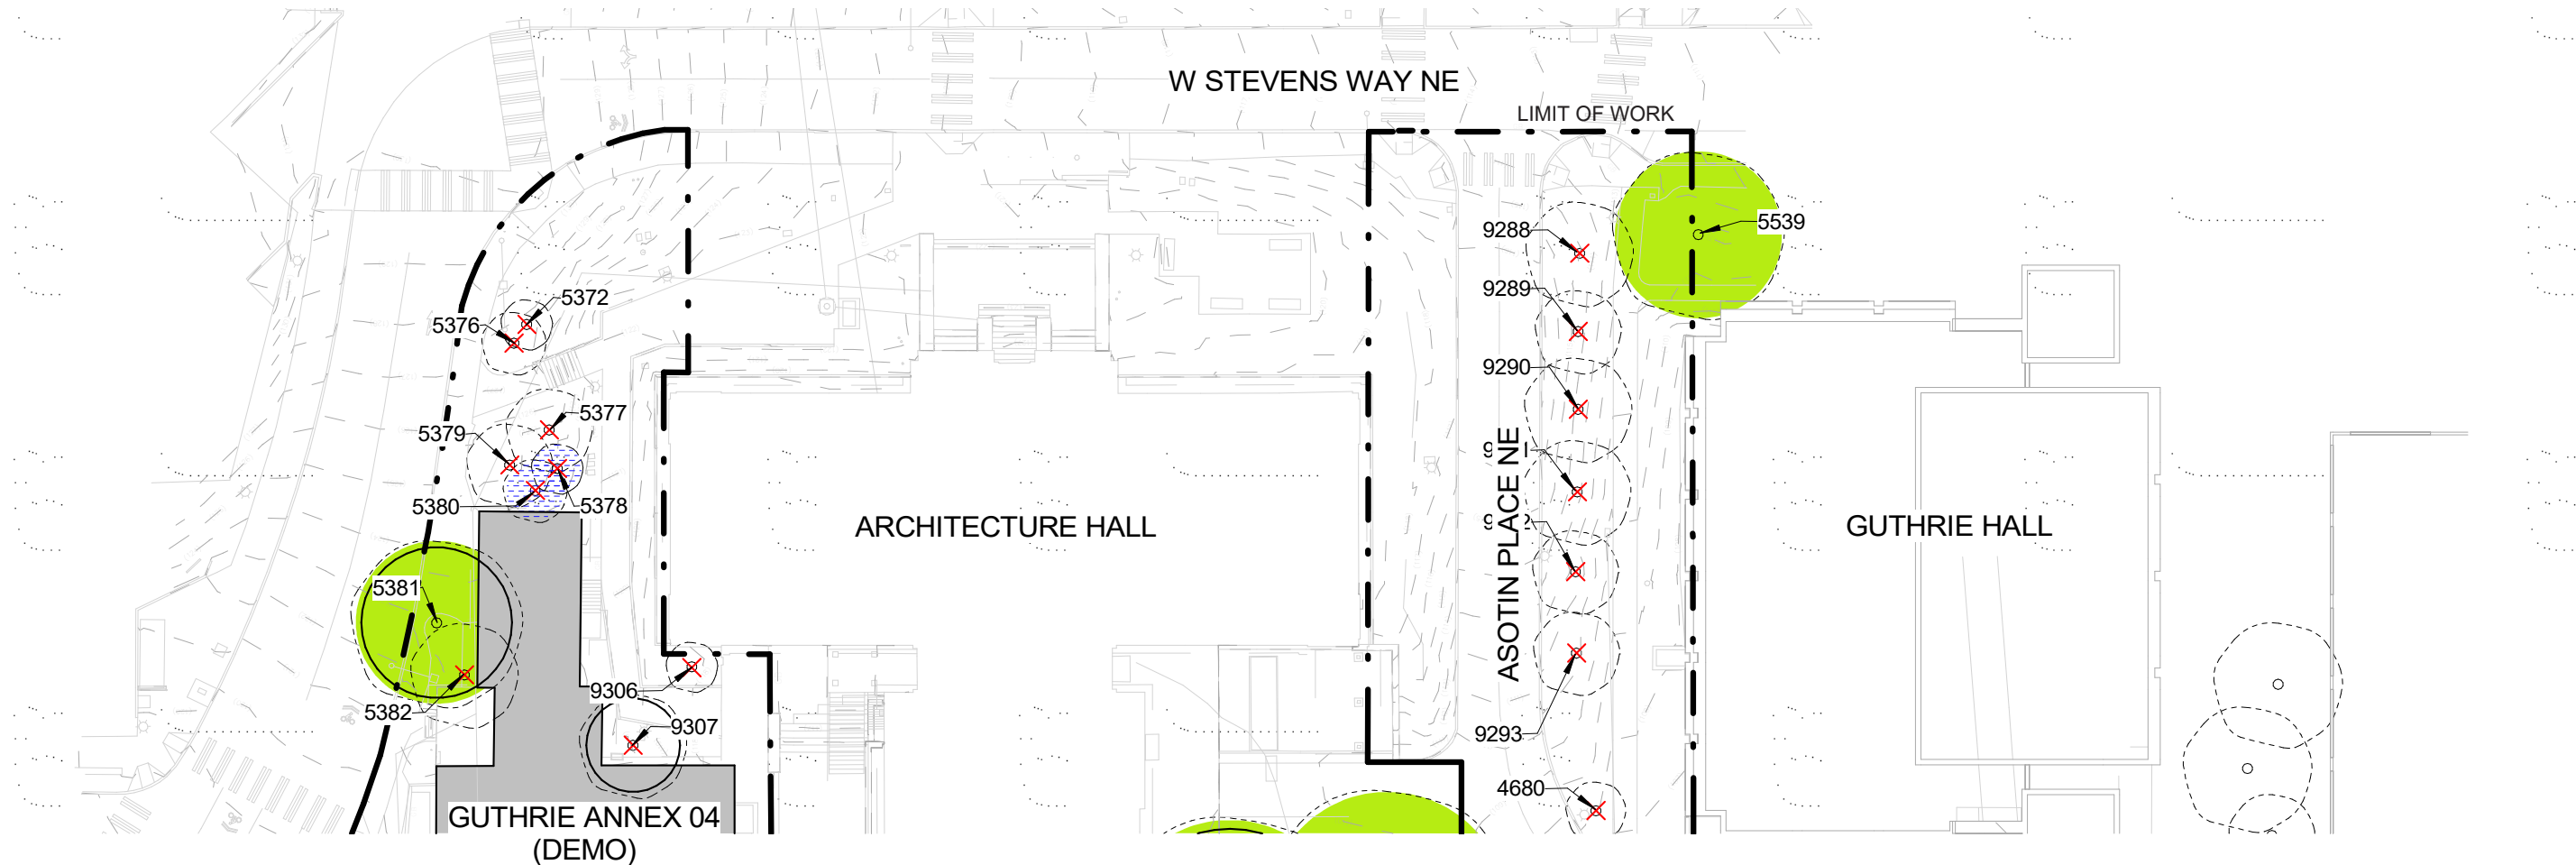 W STEVENS WAY NE
LIMIT OF WORK
5539
9288
9289
5372
5376
9290
5377
5379
5380
5378
ARCHITECTURE HALL
ASOTIN PLACE NE
GUTHRIE HALL
5381
9306
5382
9307
9293
4680
GUTHRIE ANNEX 04
(DEMO)